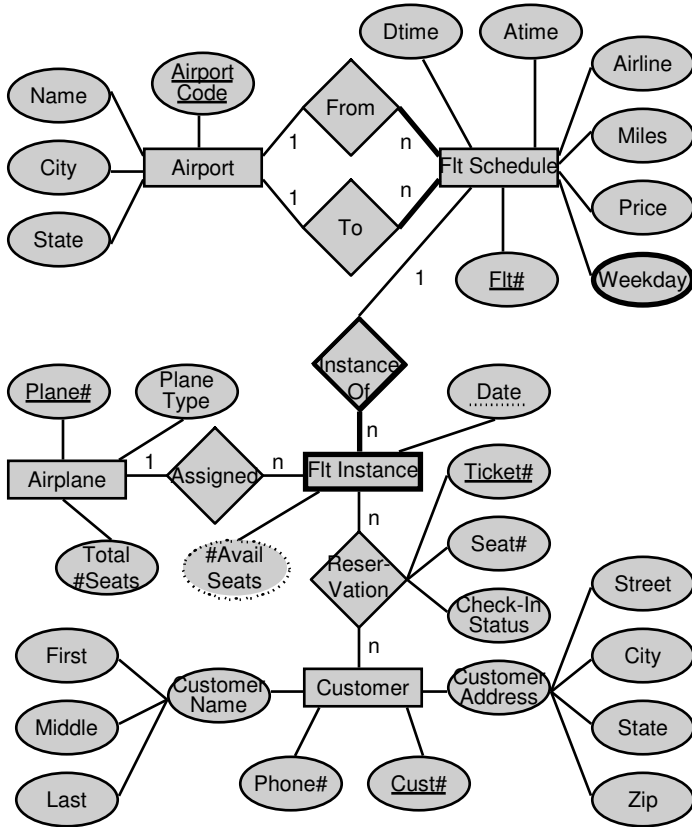 Dtime
Atime
Airport
Code
Airline
Name
From
1
n
Miles
City
Airport
Flt Schedule
1
n
Price
State
To
1
Flt#
Weekday
Instance
Of
Plane#
Plane
Type
Date
n
Airplane
1
Assigned
n
Flt Instance
Ticket#
n
Total
#Seats
#Avail
Seats
Reser-
Vation
Seat#
Check-In
Status
Street
n
First
City
Customer
Name
Customer
Customer
Address
Middle
State
Last
Phone#
Cust#
Zip